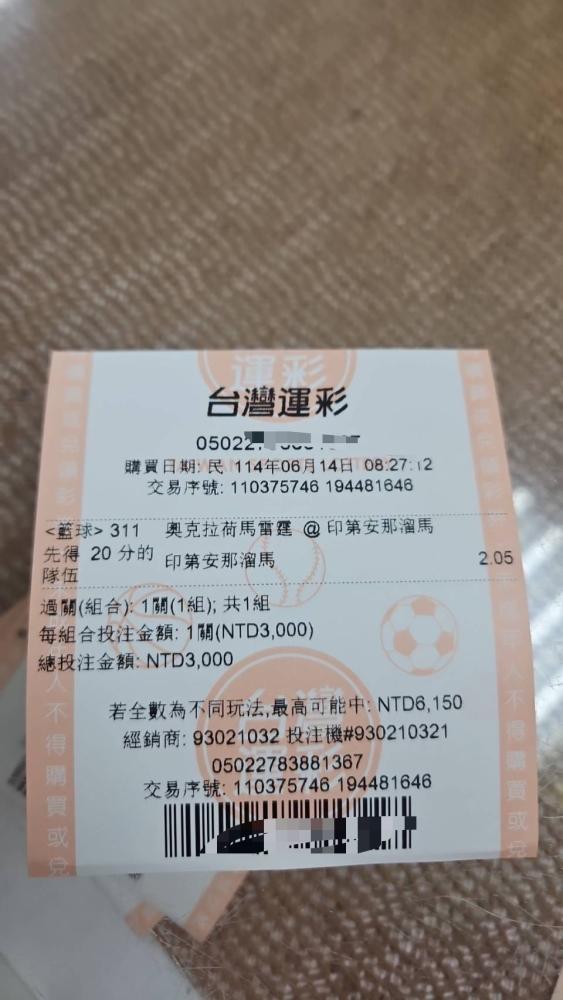 運彩
台灣運彩
購買日期: 民 114年06月14日 08:27:12
交易序號: 110375746 194481646
<籃球> 311 奧克拉荷馬雷霆 @ 印第安那溜馬
先得 20 分的隊伍 印第安那溜馬 2.05
過關(組合): 1關(1組); 共1組
每組合投注金額: 1關(NTD3,000)
總投注金額: NTD3,000
若全數為不同玩法,最高可能中: NTD6,150
經銷商: 93021032 投注機#930210321
05022783881367
交易序號: 110375746 194481646
人不得購買或兌